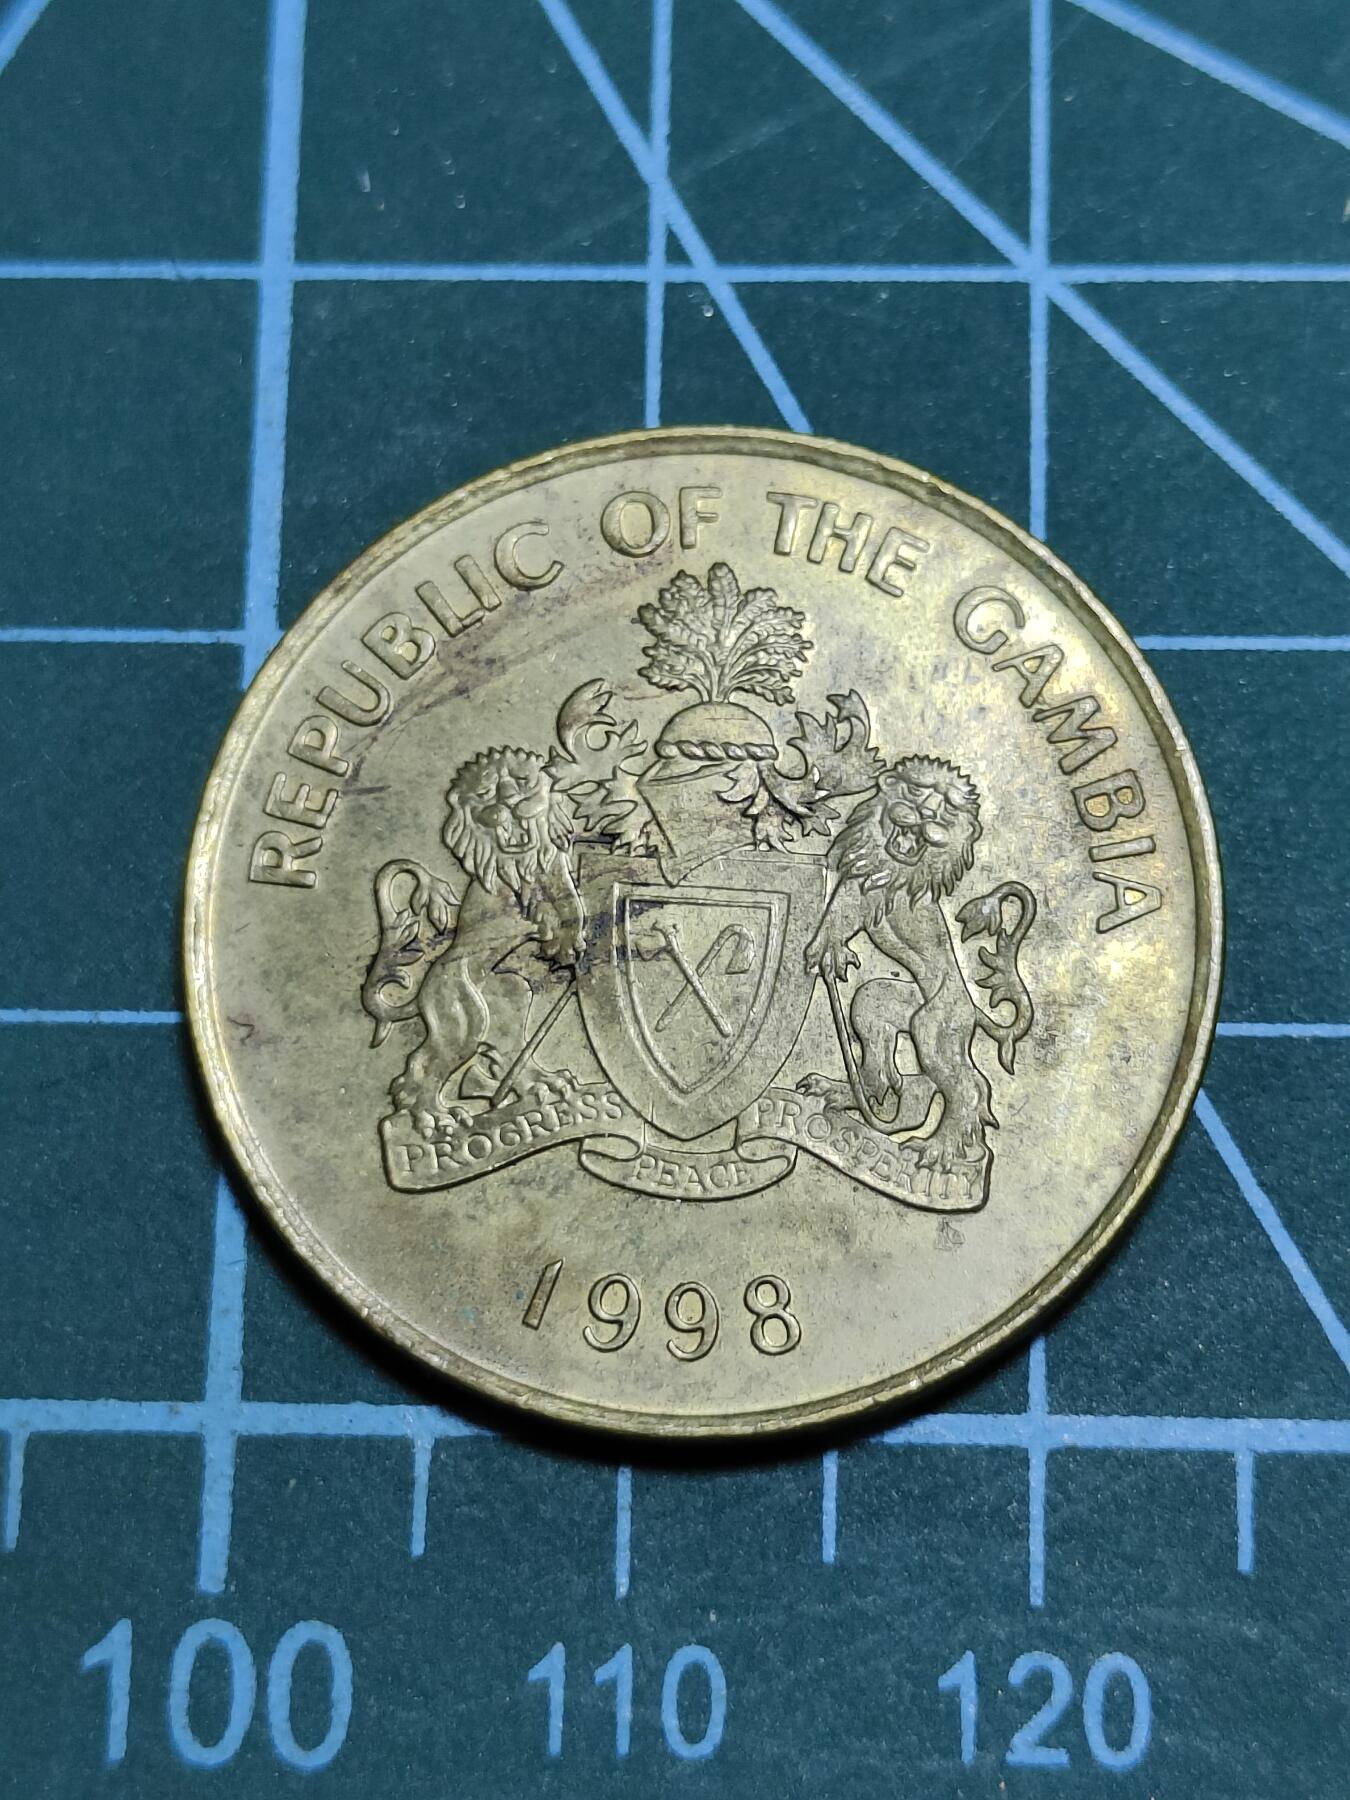 REPUBLIC OF THE GAMBIA
PROGRESS
PEACE
PROSPERITY
1998
100
110
120